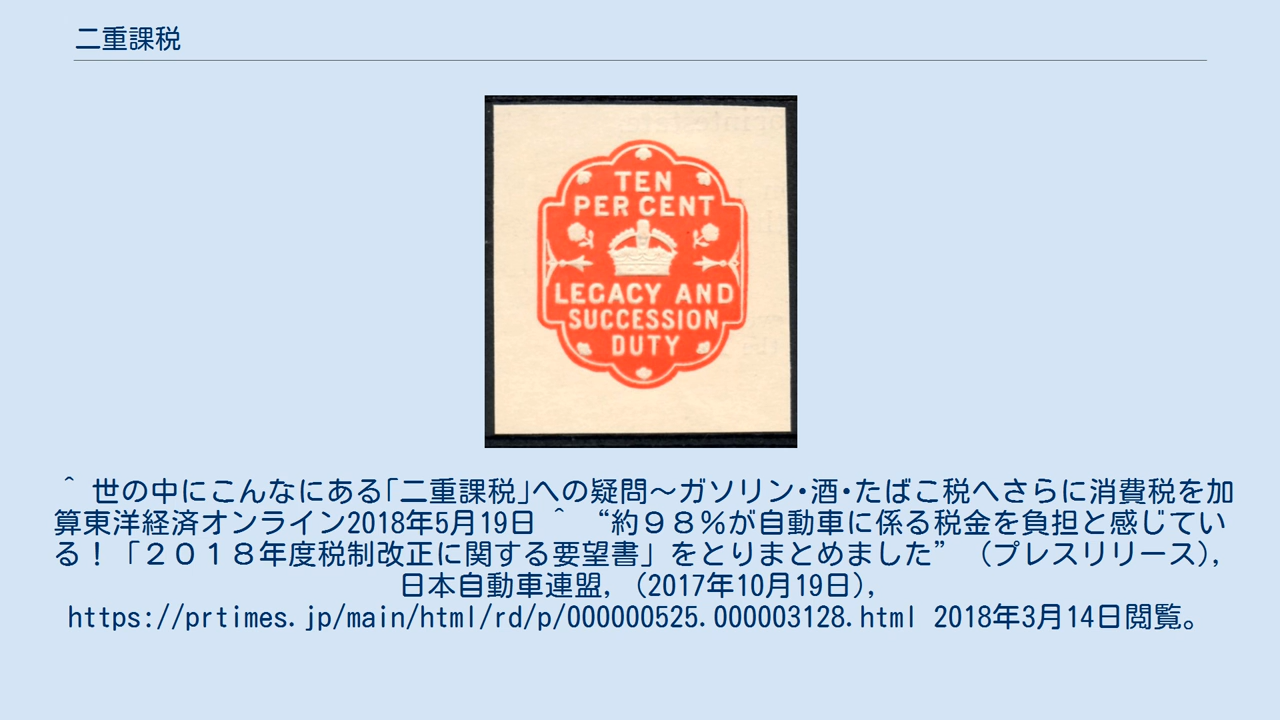 二重課税
TEN
PER CENT
LEGACY AND
SUCCESSION
DUTY
^ 世の中にこんなにある｢二重課税｣への疑問～ガソリン・酒・たばこ税へさらに消費税を加
算東洋経済オンライン2018年5月19日 ^ “約９８％が自動車に係る税金を負担と感じてい
る！「２０１８年度税制改正に関する要望書」をとりまとめました” （プレスリリース),
日本自動車連盟, （2017年10月19日),
https://prtimes.jp/main/html/rd/p/000000525.000003128.html 2018年3月14日閲覧。